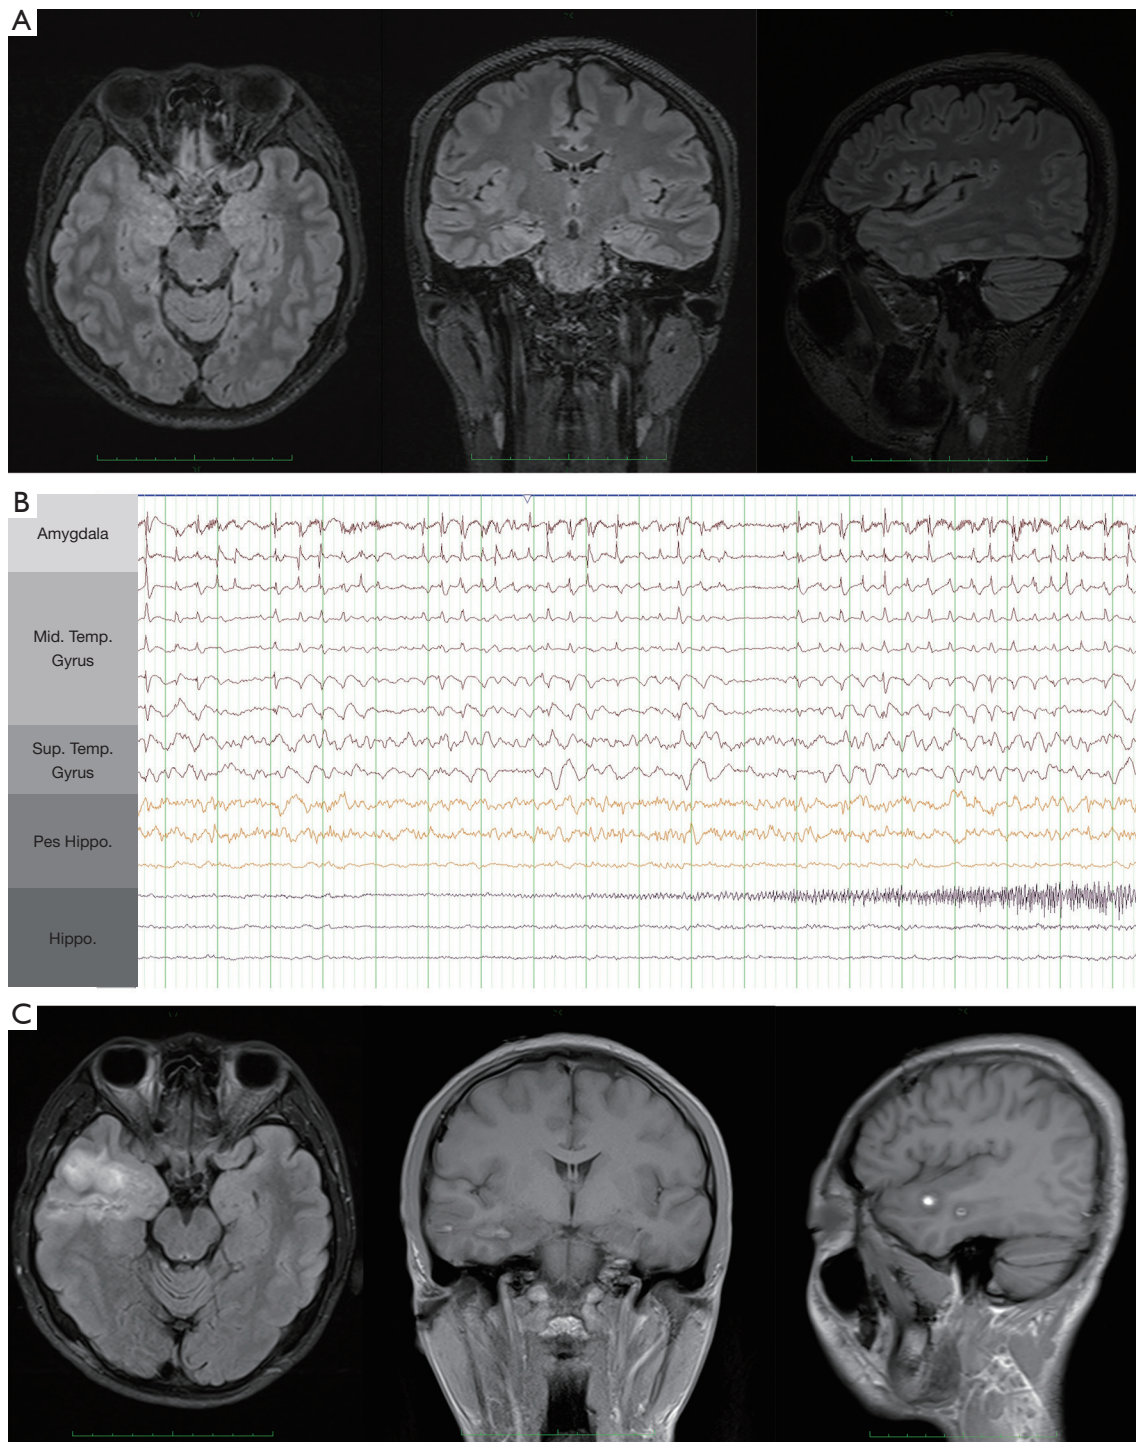 A
B
Amygdala
Mid. Temp.
Gyrus
Sup. Temp.
Gyrus
Pes Hippo.
Hippo.
C